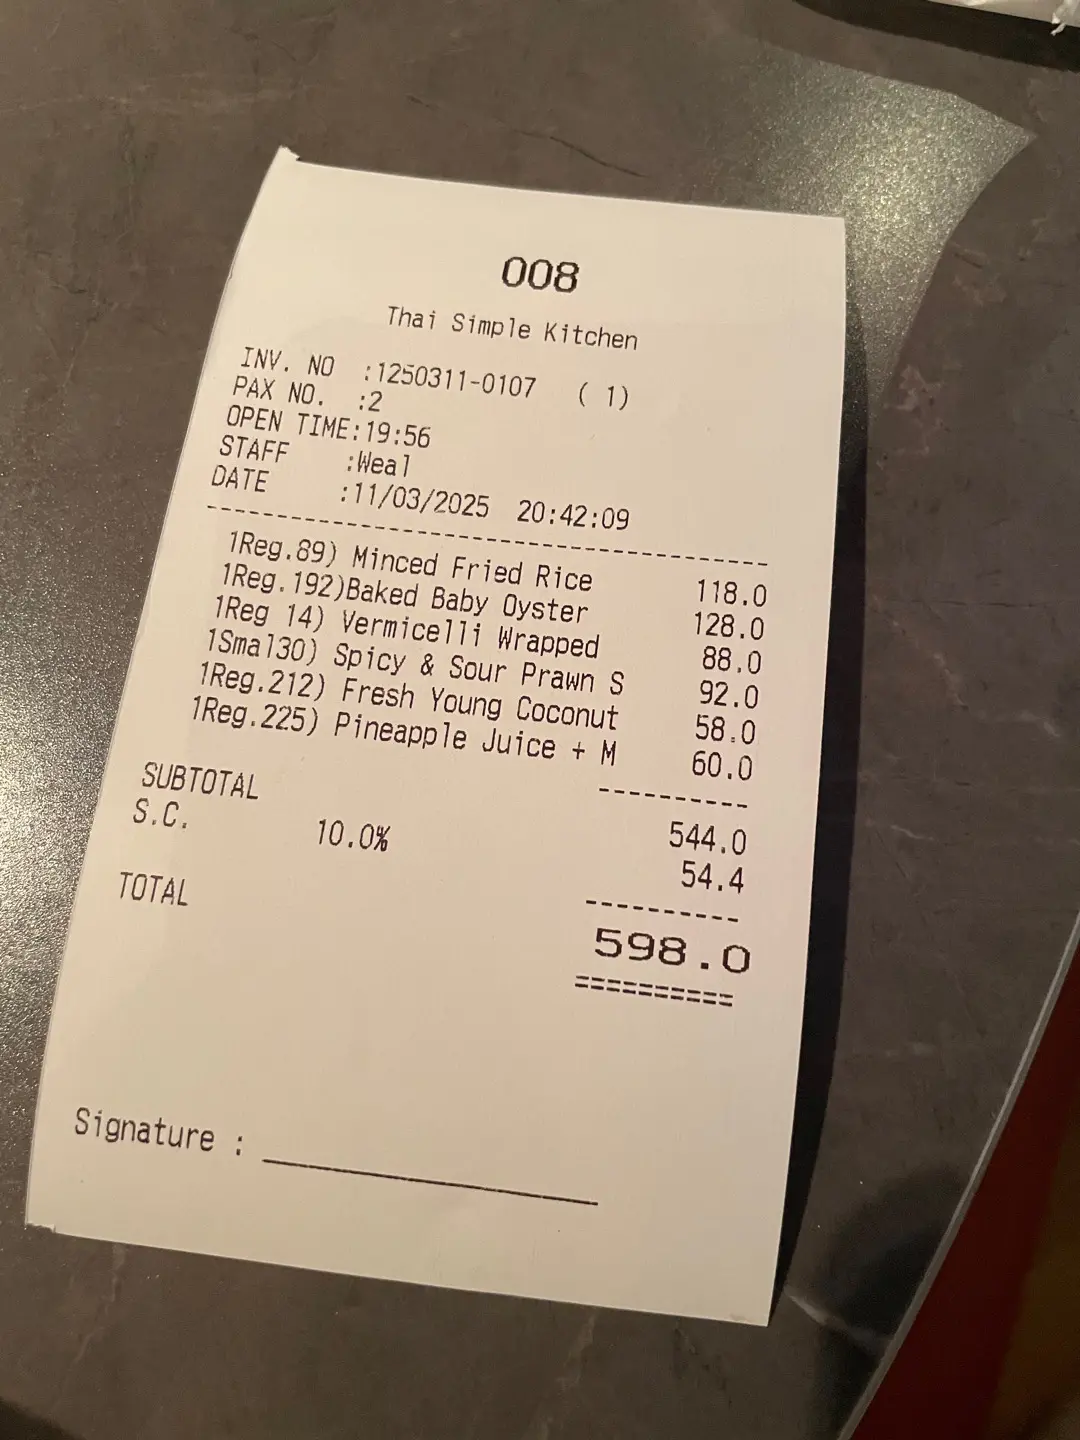 008
Thai Simple Kitchen
INV. NO :1250311-0107 ( 1)
PAX NO. :2
OPEN TIME:19:56
STAFF :Weal
DATE :11/03/2025 20:42:09
1Reg.89) Minced Fried Rice 118.0
1Reg.192)Baked Baby Oyster 128.0
1Reg 14) Vermicelli Wrapped 88.0
1Smal30) Spicy & Sour Prawn S 92.0
1Reg.212) Fresh Young Coconut 58.0
1Reg.225) Pineapple Juice + M 60.0
SUBTOTAL 544.0
S.C. 10.0% 54.4
TOTAL 598.0
Signature :